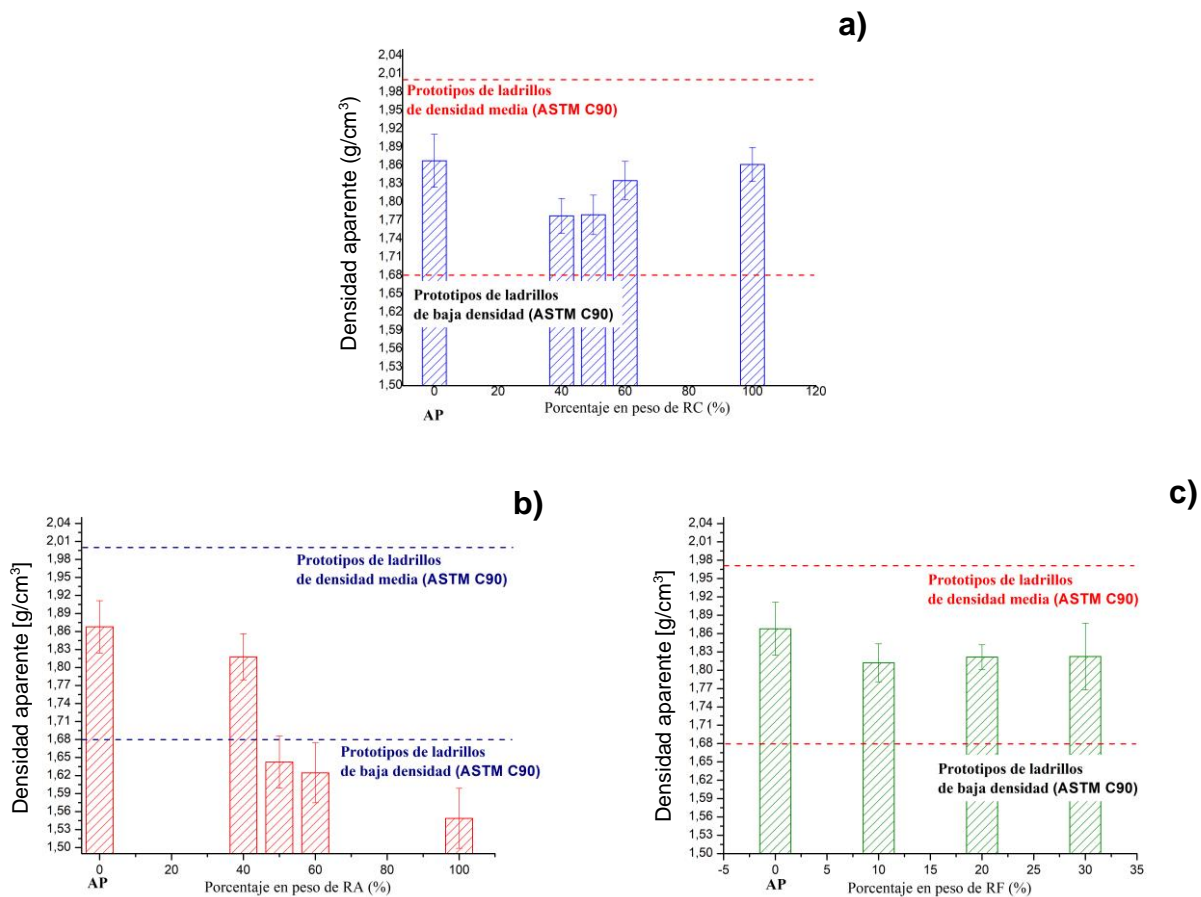 a)
2,04
2,01
1,98
1,95
1,92
1,89
1,86
1,83
1,80
1,77
1,74
1,71
1,68
1,65
1,62
1,59
1,56
1,53
1,50
Densidad aparente (g/cm³)
Prototipos de ladrillos
de densidad media (ASTM C90)
Prototipos de ladrillos
de baja densidad (ASTM C90)
0 20 40 60 80 100 120
AP
Porcentaje en peso de RC (%)
b)
2,04
2,01
1,98
1,95
1,92
1,89
1,86
1,83
1,80
1,77
1,74
1,71
1,68
1,65
1,62
1,59
1,56
1,53
1,50
Densidad aparente [g/cm³]
Prototipos de ladrillos
de densidad media (ASTM C90)
Prototipos de ladrillos
de baja densidad (ASTM C90)
0 20 40 60 80 100
AP
Porcentaje en peso de RA (%)
c)
2,04
2,01
1,98
1,95
1,92
1,89
1,86
1,83
1,80
1,77
1,74
1,71
1,68
1,65
1,62
1,59
1,56
1,53
1,50
Densidad aparente [g/cm³]
Prototipos de ladrillos
de densidad media (ASTM C90)
Prototipos de ladrillos
de baja densidad (ASTM C90)
-5 0 5 10 15 20 25 30 35
AP
Porcentaje en peso de RF (%)